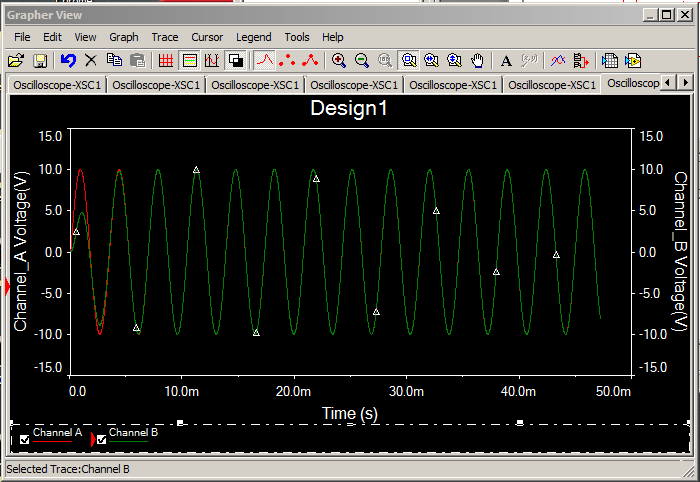 Grapher View
File Edit View Graph Trace Cursor Legend Tools Help
Oscilloscope-XSC1 Oscilloscope-XSC1 Oscilloscope-XSC1 Oscilloscope-XSC1 Oscilloscope-XSC1 Oscilloscop
Design1
Channel_A Voltage(V)
15.0
10.0
5.0
0.0
-5.0
-10.0
-15.0
15.0
10.0
5.0
0.0
-5.0
-10.0
-15.0
Channel_B Voltage(V)
0.0 10.0m 20.0m 30.0m 40.0m 50.0m
Time (s)
Channel A Channel B
Selected Trace:Channel B